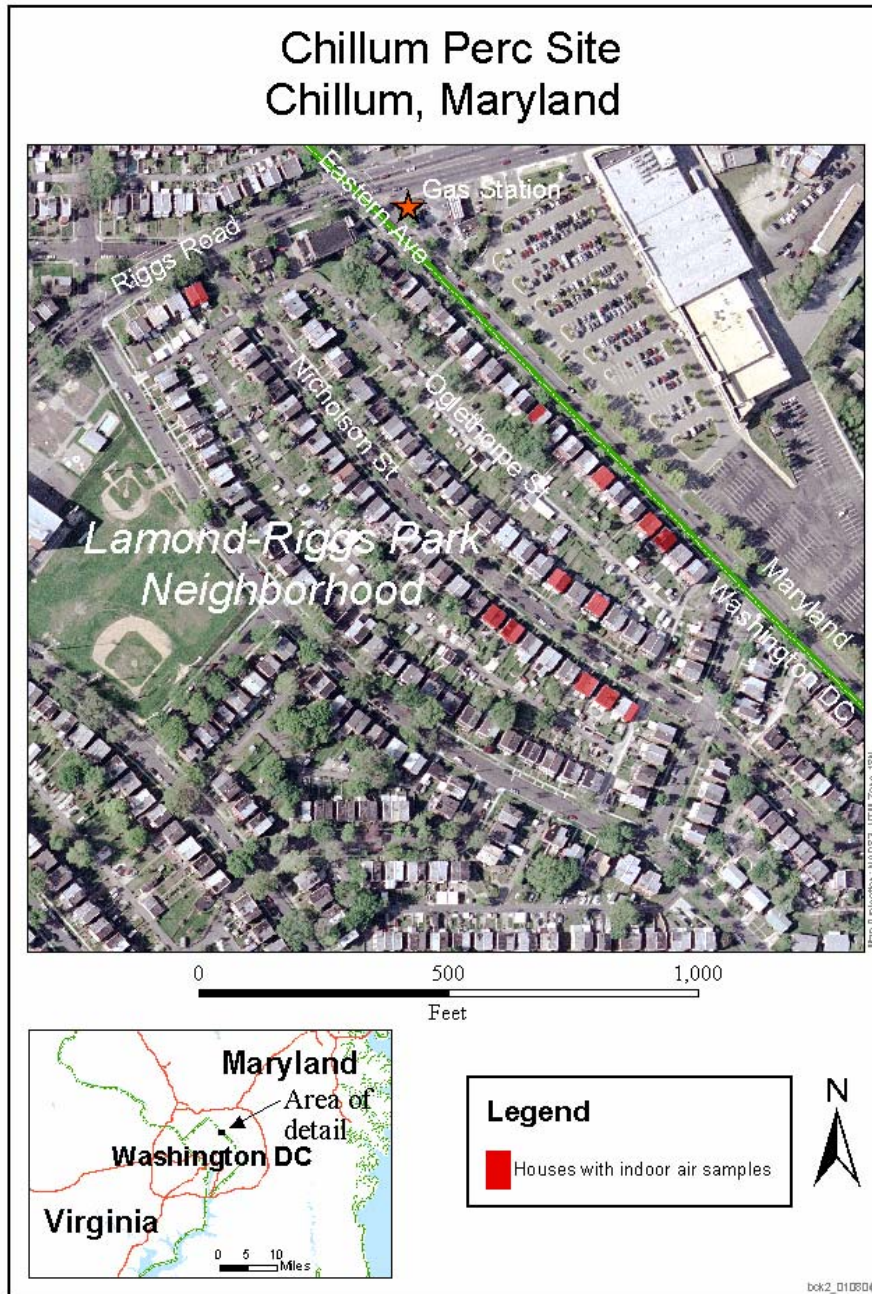 Chillum Perc Site
Chillum, Maryland
Eastern Ave
Gas Station
Riggs Road
Nicholson St
Oglethorpe St
Lamond-Riggs Park
Neighborhood
Maryland
Washington DC
0 500 1,000
Feet
Maryland
Area of
detail
Washington DC
Virginia
0 5 10
Miles
Legend
Houses with indoor air samples
N